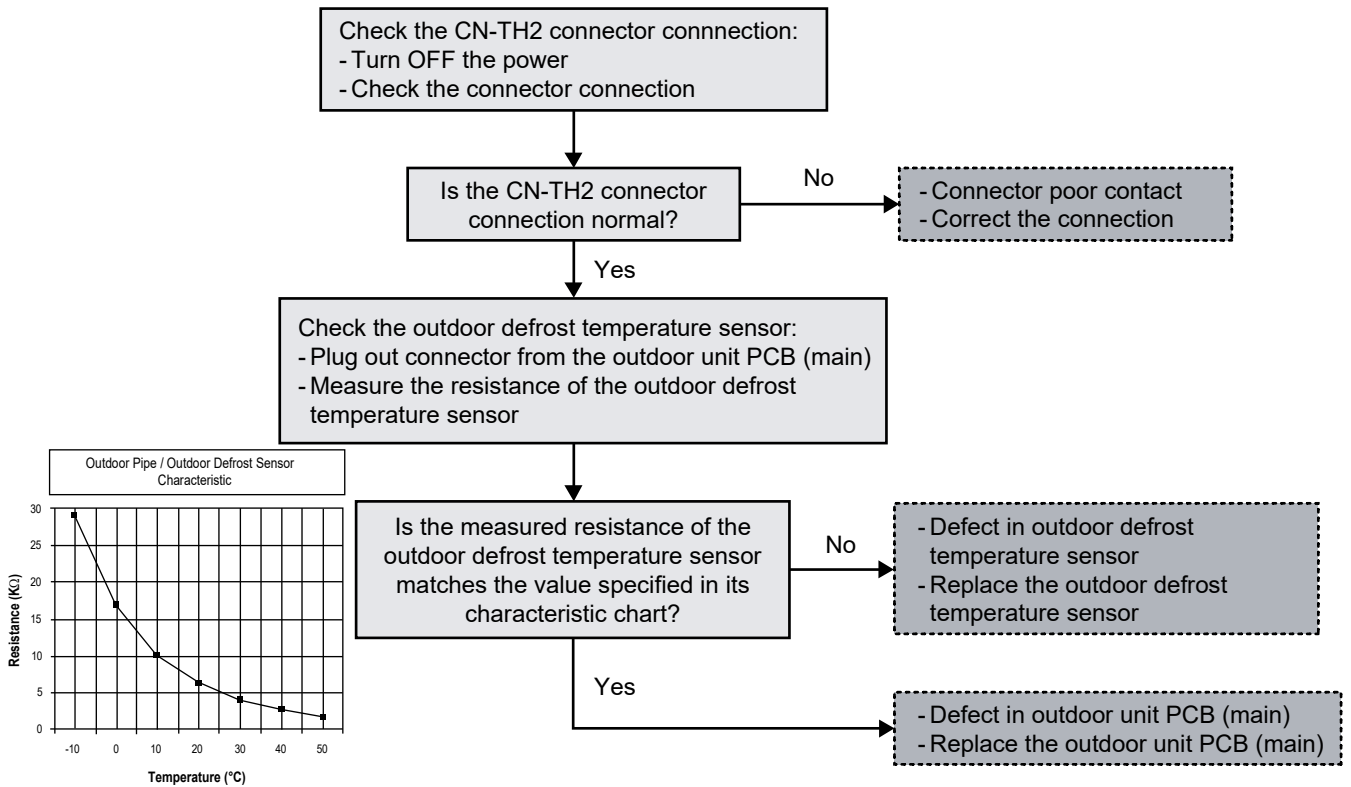 Check the CN-TH2 connector connnection:
- Turn OFF the power
- Check the connector connection
Is the CN-TH2 connector
connection normal?
No
- Connector poor contact
- Correct the connection
Yes
Check the outdoor defrost temperature sensor:
- Plug out connector from the outdoor unit PCB (main)
- Measure the resistance of the outdoor defrost
temperature sensor
Outdoor Pipe / Outdoor Defrost Sensor
Characteristic
Resistance (KΩ)
30
25
20
15
10
5
0
-10 0 10 20 30 40 50
Temperature (°C)
Is the measured resistance of the
outdoor defrost temperature sensor
matches the value specified in its
characteristic chart?
No
- Defect in outdoor defrost
temperature sensor
- Replace the outdoor defrost
temperature sensor
Yes
- Defect in outdoor unit PCB (main)
- Replace the outdoor unit PCB (main)